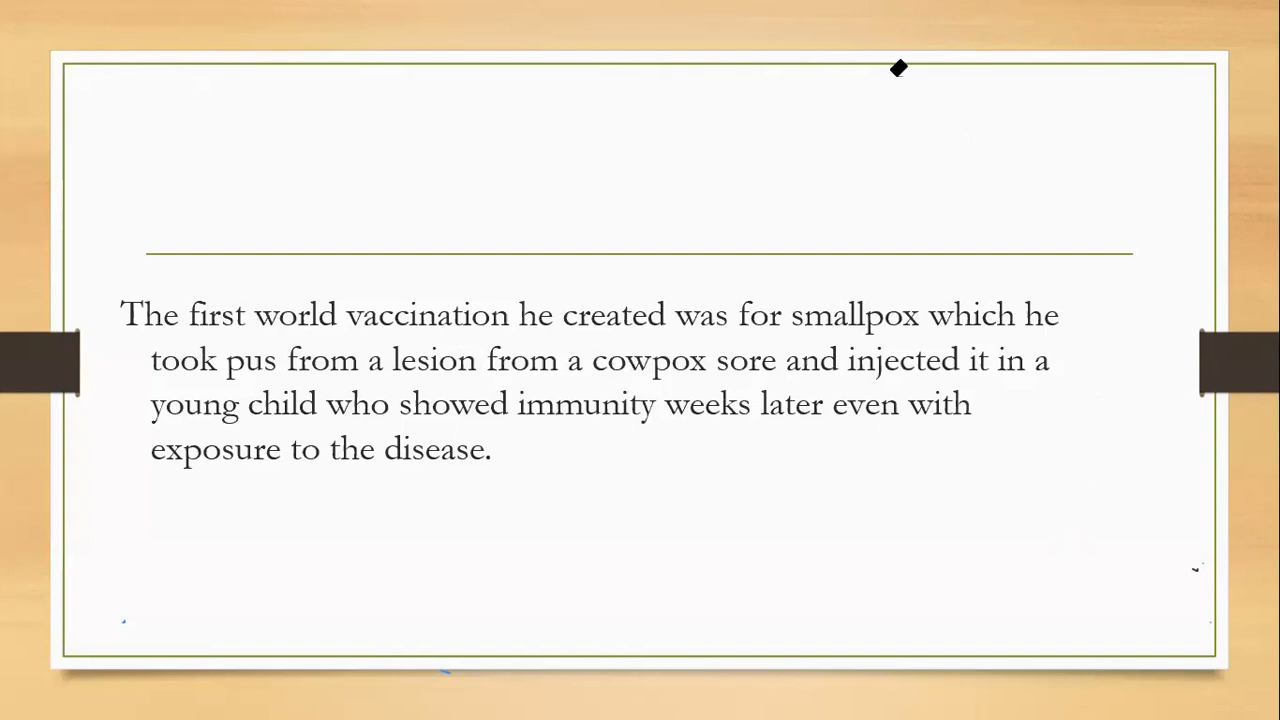 The first world vaccination he created was for smallpox which he
took pus from a lesion from a cowpox sore and injected it in a
young child who showed immunity weeks later even with
exposure to the disease.